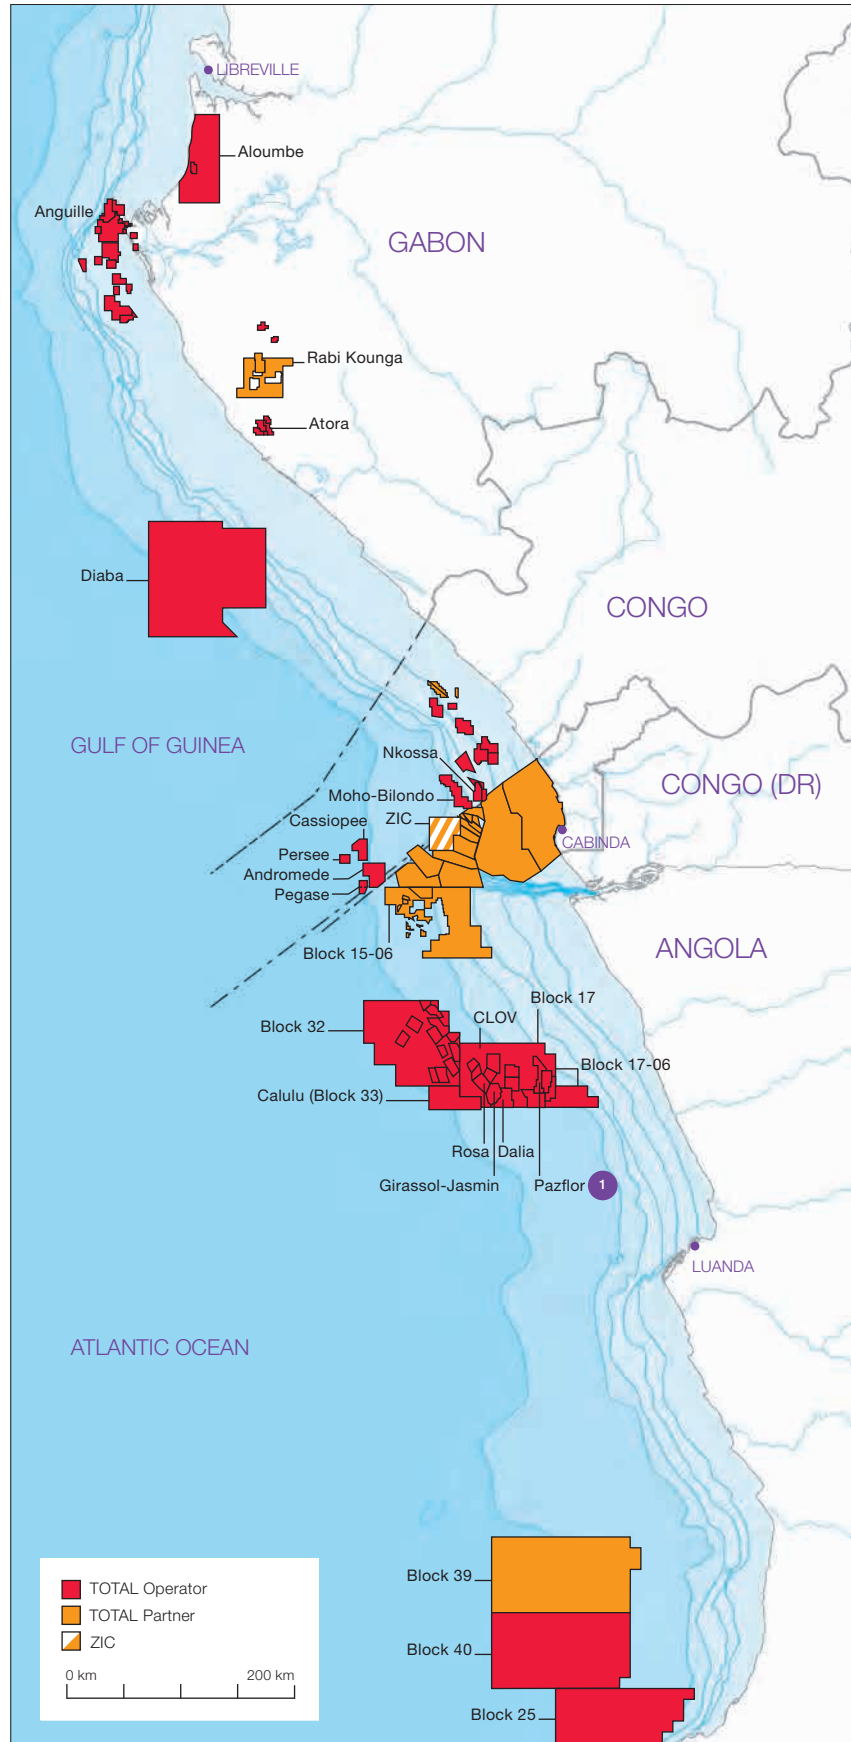 LIBREVILLE
Aloumbe
Anguille
GABON
Rabi Kounga
Atora
Diaba
CONGO
GULF OF GUINEA
Nkossa
CONGO (DR)
Moho-Bilondo
ZIC
Cassiopee
CABINDA
Persee
Andromede
Pegase
ANGOLA
Block 15-06
Block 17
CLOV
Block 32
Block 17-06
Calulu (Block 33)
Rosa
Dalia
Girassol-Jasmin
Pazflor
1
LUANDA
ATLANTIC OCEAN
Block 39
TOTAL Operator
TOTAL Partner
ZIC
Block 40
0 km
200 km
Block 25